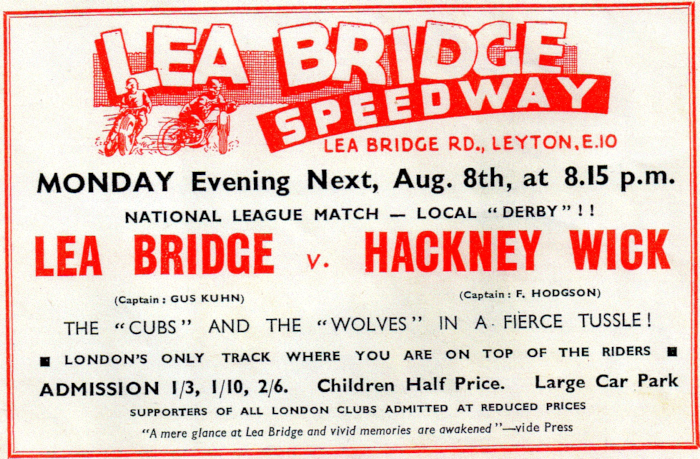 LEA BRIDGE
SPEEDWAY
LEA BRIDGE RD., LEYTON, E.10
MONDAY Evening Next, Aug. 8th, at 8.15 p.m.
NATIONAL LEAGUE MATCH — LOCAL "DERBY"!!
LEA BRIDGE v. HACKNEY WICK
(Captain: GUS KUHN) (Captain: F. HODGSON)
THE "CUBS" AND THE "WOLVES" IN A FIERCE TUSSLE!
■ LONDON'S ONLY TRACK WHERE YOU ARE ON TOP OF THE RIDERS ■
ADMISSION 1/3, 1/10, 2/6. Children Half Price. Large Car Park
SUPPORTERS OF ALL LONDON CLUBS ADMITTED AT REDUCED PRICES
"A mere glance at Lea Bridge and vivid memories are awakened"—vide Press